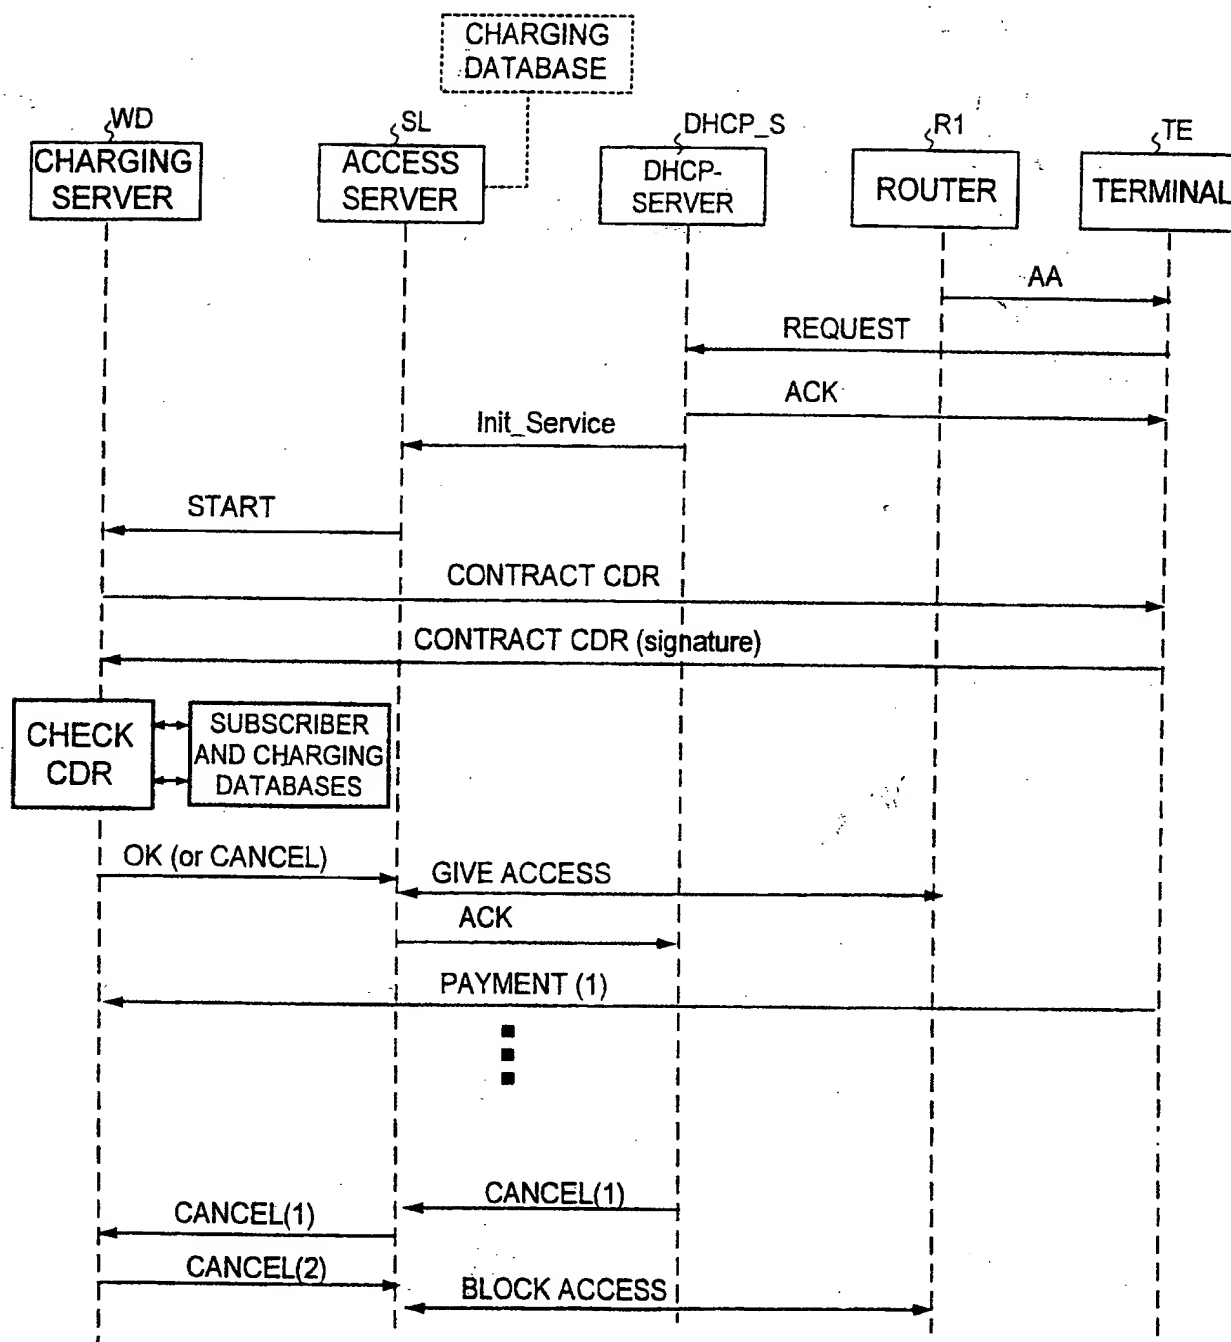 CHARGING
DATABASE
WD
SL
DHCP_S
R1
TE
CHARGING
SERVER
ACCESS
SERVER
DHCP-
SERVER
ROUTER
TERMINAL
AA
REQUEST
ACK
Init_Service
START
CONTRACT CDR
CONTRACT CDR (signature)
CHECK
CDR
SUBSCRIBER
AND CHARGING
DATABASES
OK (or CANCEL)
GIVE ACCESS
ACK
PAYMENT (1)
CANCEL(1)
CANCEL(1)
CANCEL(2)
BLOCK ACCESS